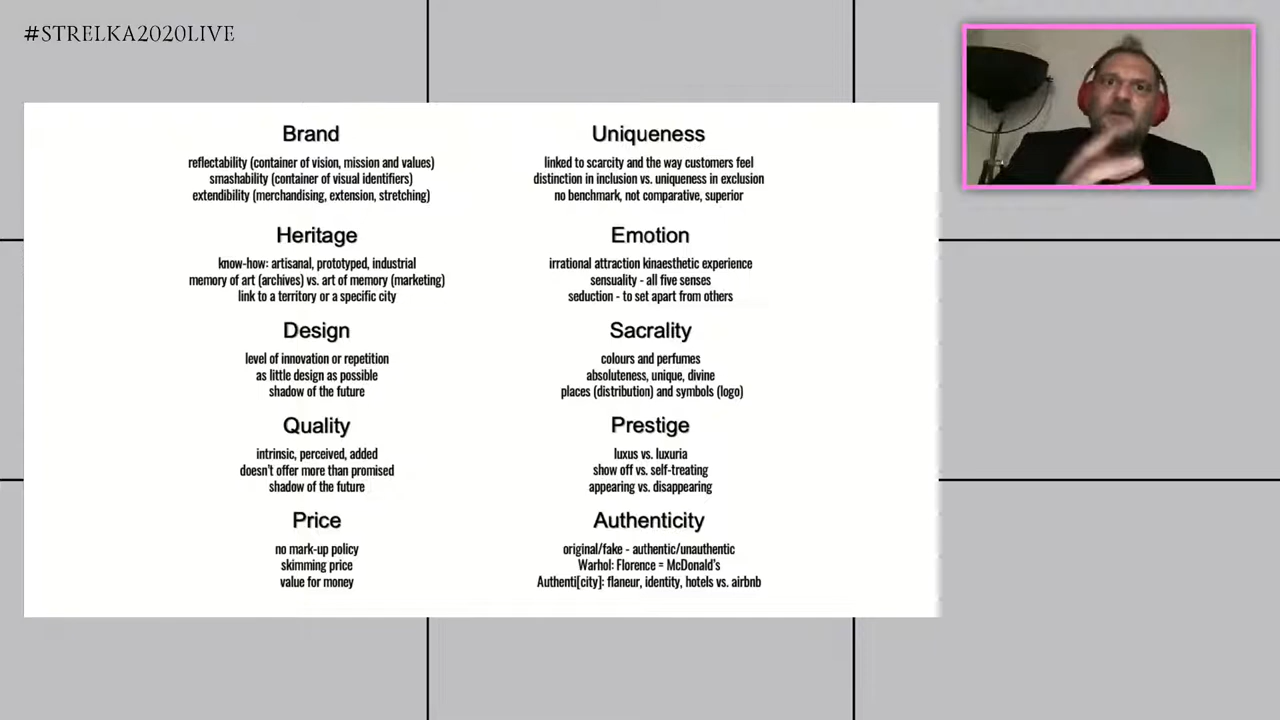 #STRELKA2020LIVE
Brand
reflectability (container of vision, mission and values)
smashability (container of visual identifiers)
extendibility (merchandising, extension, stretching)
Heritage
know-how: artisanal, prototyped, industrial
memory of art (archives) vs. art of memory (marketing)
link to a territory or a specific city
Design
level of innovation or repetition
as little design as possible
shadow of the future
Quality
intrinsic, perceived, added
doesn't offer more than promised
shadow of the future
Price
no mark-up policy
skimming price
value for money
Uniqueness
linked to scarcity and the way customers feel
distinction in inclusion vs. uniqueness in exclusion
no benchmark, not comparative, superior
Emotion
irrational attraction kinaesthetic experience
sensuality - all five senses
seduction - to set apart from others
Sacrality
colours and perfumes
absoluteness, unique, divine
places (distribution) and symbols (logo)
Prestige
luxus vs. luxuria
show off vs. self-treating
appearing vs. disappearing
Authenticity
original/fake - authentic/unauthentic
Warhol: Florence = McDonald's
Authenti[city]: flaneur, identity, hotels vs. airbnb